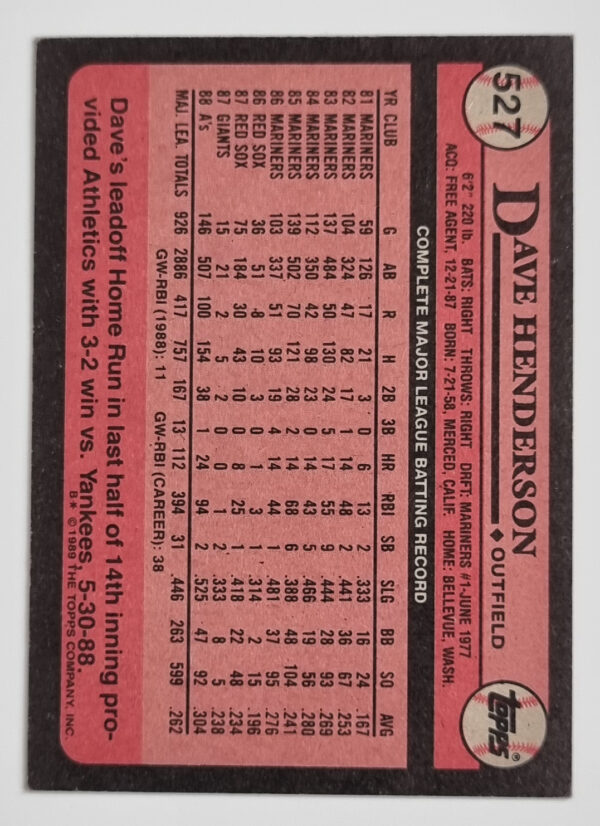 527
DAVE HENDERSON ♦ OUTFIELD
topps®
6'2" 220 lb. BATS: RIGHT THROWS: RIGHT DRFT: MARINERS #1-JUNE 1977
ACQ: FREE AGENT, 12-21-87 BORN: 7-21-58, MERCED, CALIF. HOME: BELLEVUE, WASH.
COMPLETE MAJOR LEAGUE BATTING RECORD
YR CLUB G AB R H 2B 3B HR RBI SB SLG BB SO AVG
81 MARINERS 59 126 17 21 3 0 6 13 2 .333 16 24 .167
82 MARINERS 104 324 47 82 17 1 14 48 2 .441 36 67 .253
83 MARINERS 137 484 50 130 24 5 17 55 9 .444 28 93 .269
84 MARINERS 112 350 42 98 23 0 14 43 5 .466 19 56 .280
85 MARINERS 139 502 70 121 28 2 14 68 6 .388 48 104 .241
86 MARINERS 103 337 51 93 19 4 14 44 1 .481 37 95 .276
86 RED SOX 36 51 8 10 3 0 1 3 1 .314 2 15 .196
87 RED SOX 75 184 30 43 10 0 8 25 1 .418 22 48 .234
87 GIANTS 15 21 2 5 2 0 0 1 2 .333 8 5 .238
88 A's 146 507 100 154 38 1 24 94 2 .525 47 92 .304
MAJ. LEA. TOTALS 926 2886 417 757 167 13 112 394 31 .446 263 599 .262
GW-RBI (1988): 11 GW-RBI (CAREER): 38
Dave's leadoff Home Run in last half of 14th inning pro-
vided Athletics with 3-2 win vs. Yankees, 5-30-88.
B* ©1989 THE TOPPS COMPANY, INC.